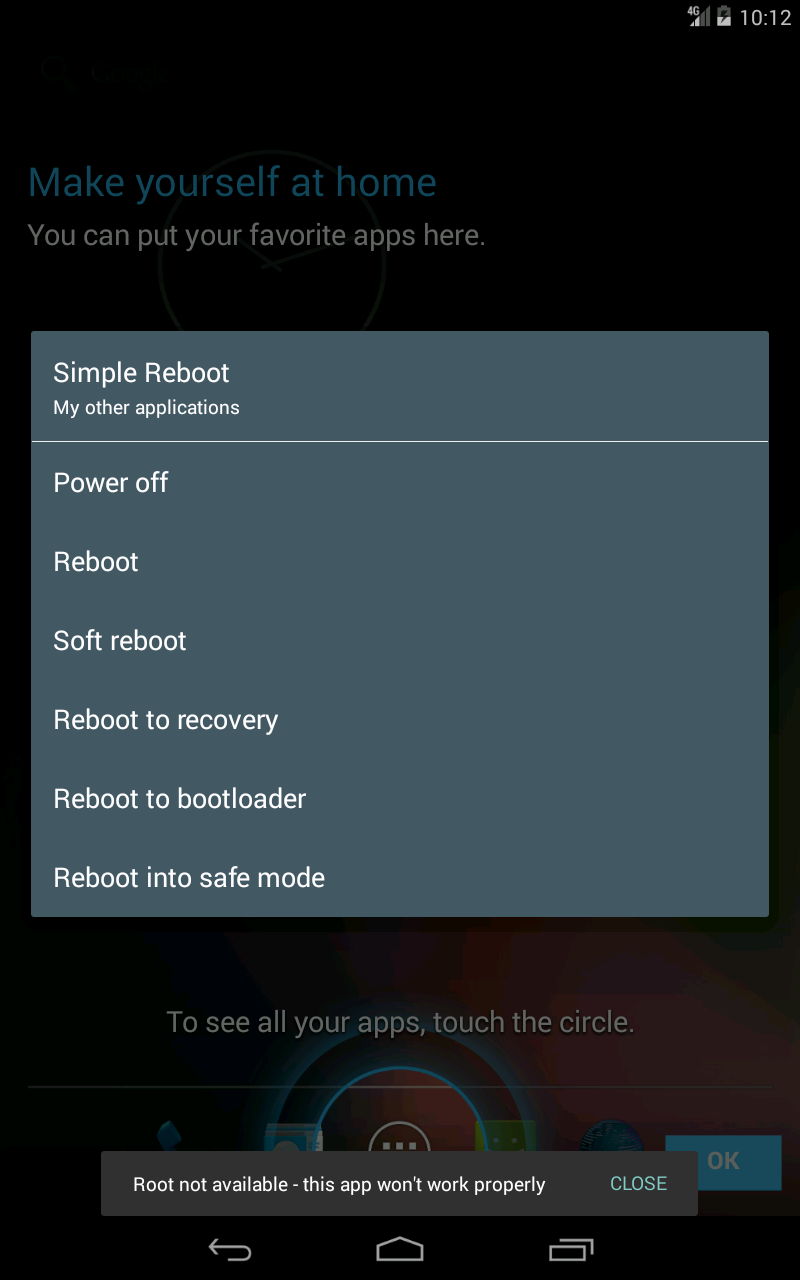 4G 10:12
Google
Make yourself at home
You can put your favorite apps here.
Simple Reboot
My other applications
Power off
Reboot
Soft reboot
Reboot to recovery
Reboot to bootloader
Reboot into safe mode
To see all your apps, touch the circle.
OK
Root not available - this app won't work properly CLOSE